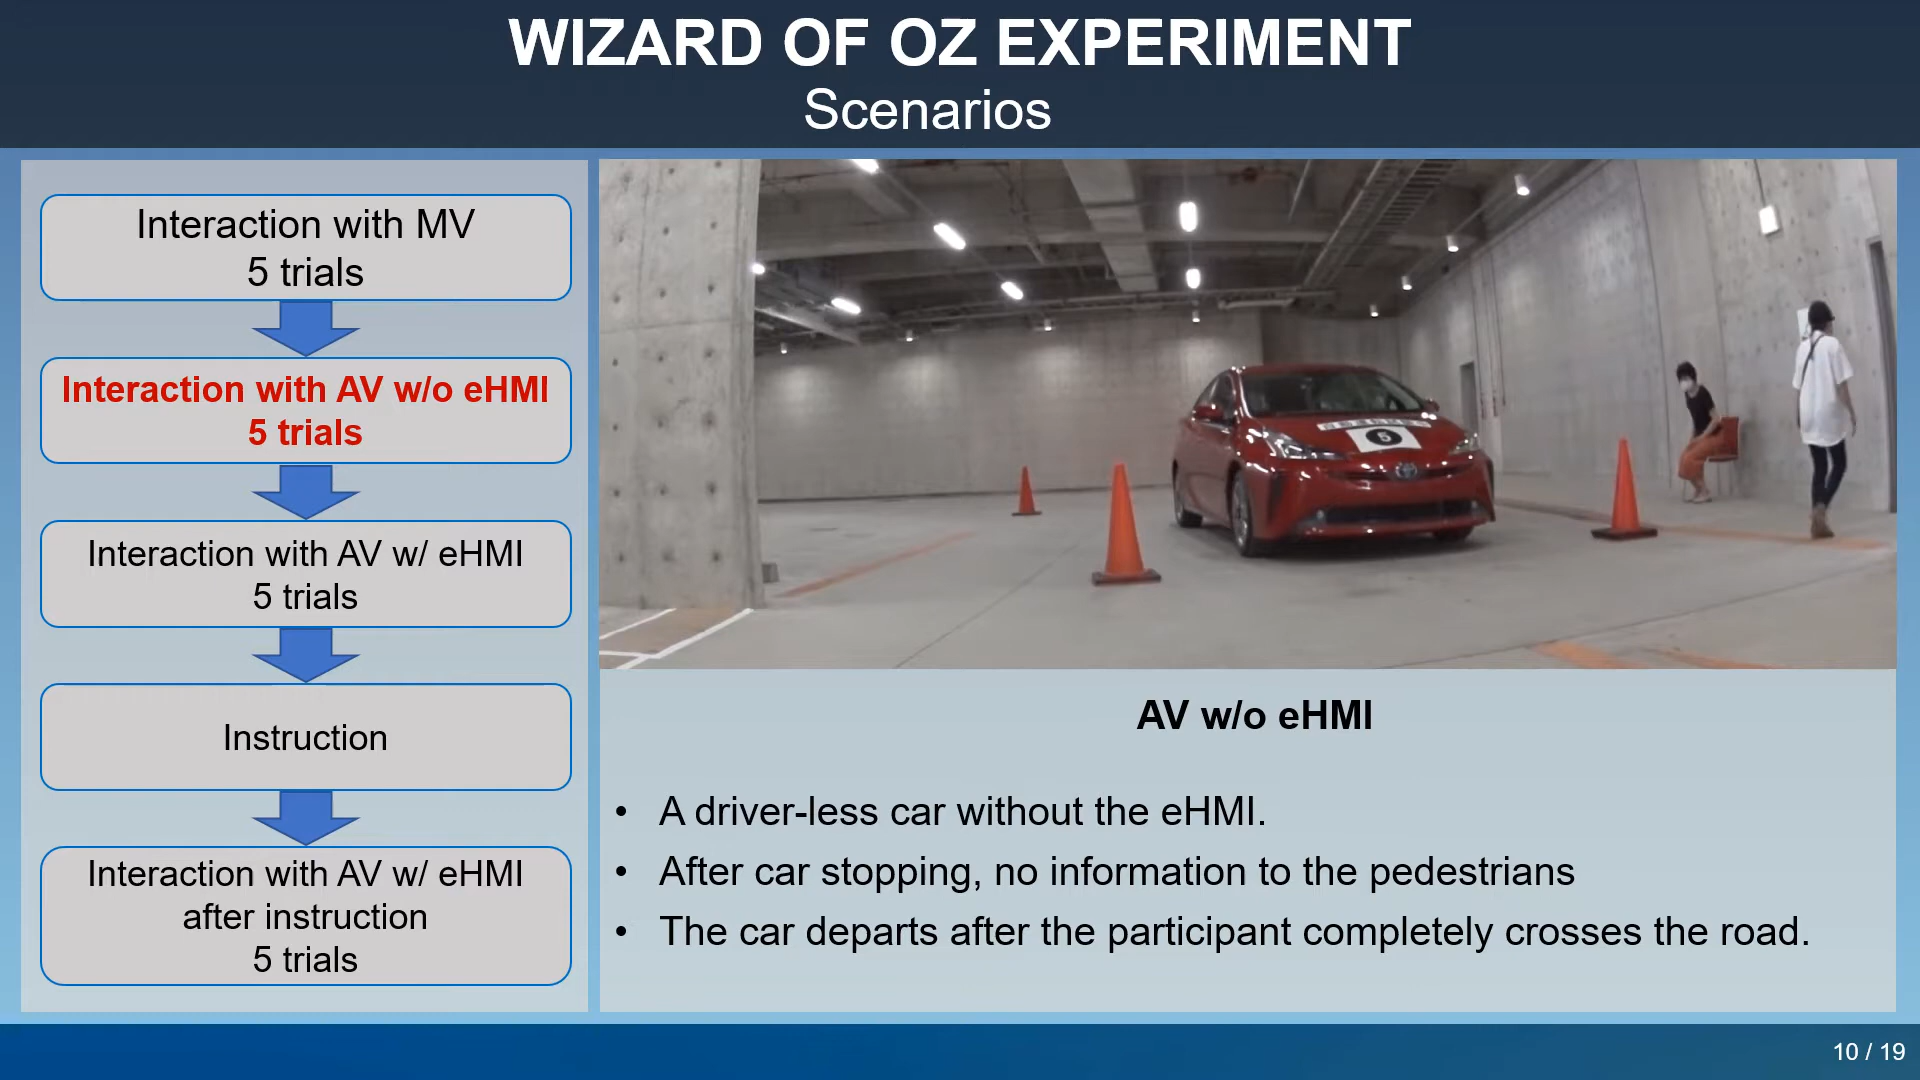 WIZARD OF OZ EXPERIMENT
Scenarios
Interaction with MV
5 trials
Interaction with AV w/o eHMI
5 trials
Interaction with AV w/ eHMI
5 trials
Instruction
Interaction with AV w/ eHMI
after instruction
5 trials
5
AV w/o eHMI
• A driver-less car without the eHMI.
• After car stopping, no information to the pedestrians
• The car departs after the participant completely crosses the road.
10 / 19